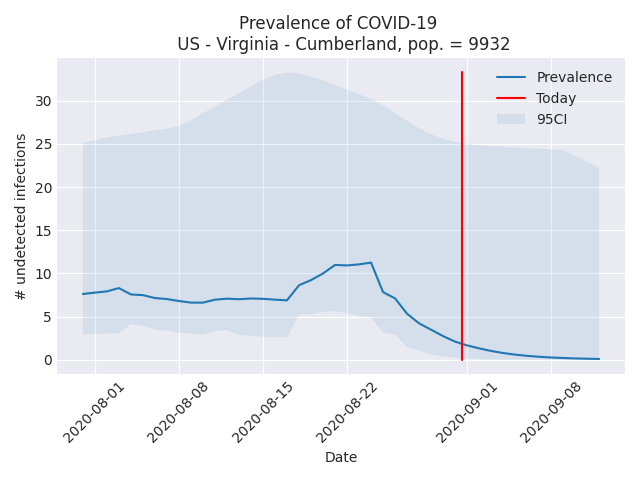 Prevalence of COVID-19
US - Virginia - Cumberland, pop. = 9932
Prevalence
Today
95CI
# undetected infections
30
25
20
15
10
5
0
2020-08-01
2020-08-08
2020-08-15
2020-08-22
2020-09-01
2020-09-08
Date